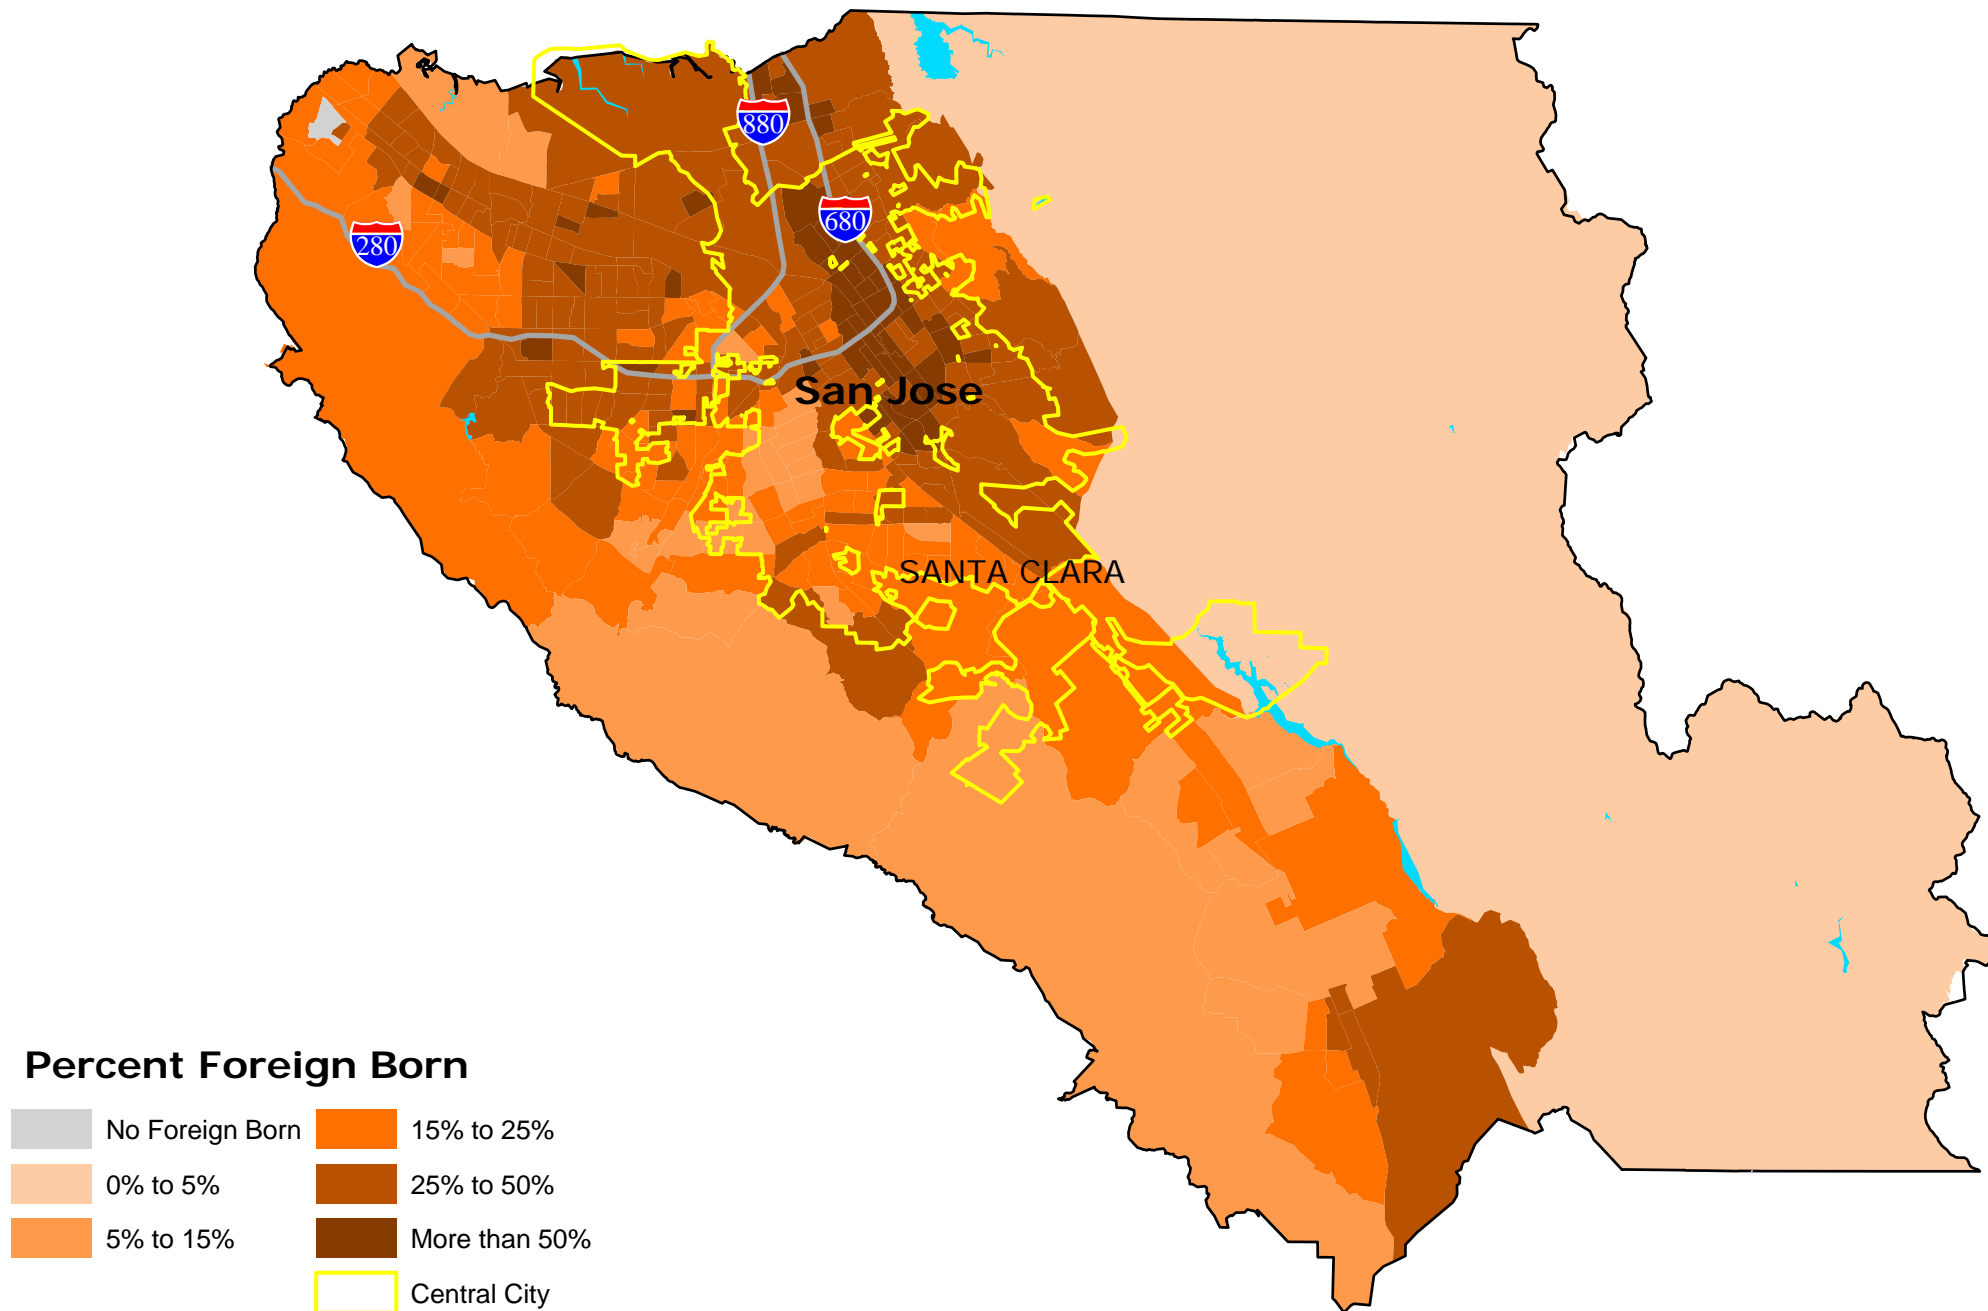 880
680
280
San Jose
SANTA CLARA
Percent Foreign Born
No Foreign Born
0% to 5%
5% to 15%
15% to 25%
25% to 50%
More than 50%
Central City